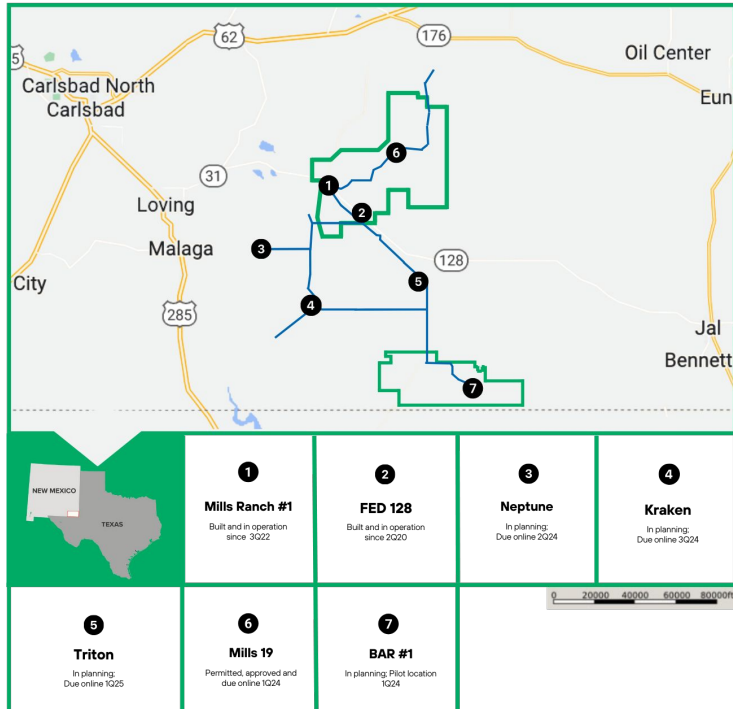 62
176
Oil Center
5
Carlsbad North
Carlsbad
Eun
6
31
1
Loving
2
Malaga
3
128
City
5
4
285
Jal
Bennett
7
NEW MEXICO
TEXAS
1
Mills Ranch #1
Built and in operation
since 3Q22
2
FED 128
Built and in operation
since 2Q20
3
Neptune
In planning;
Due online 2Q24
4
Kraken
In planning;
Due online 3Q24
0 20000 40000 60000 80000ft
5
Triton
In planning;
Due online 1Q25
6
Mills 19
Permitted, approved and
due online 1Q24
7
BAR #1
In planning; Pilot location
1Q24